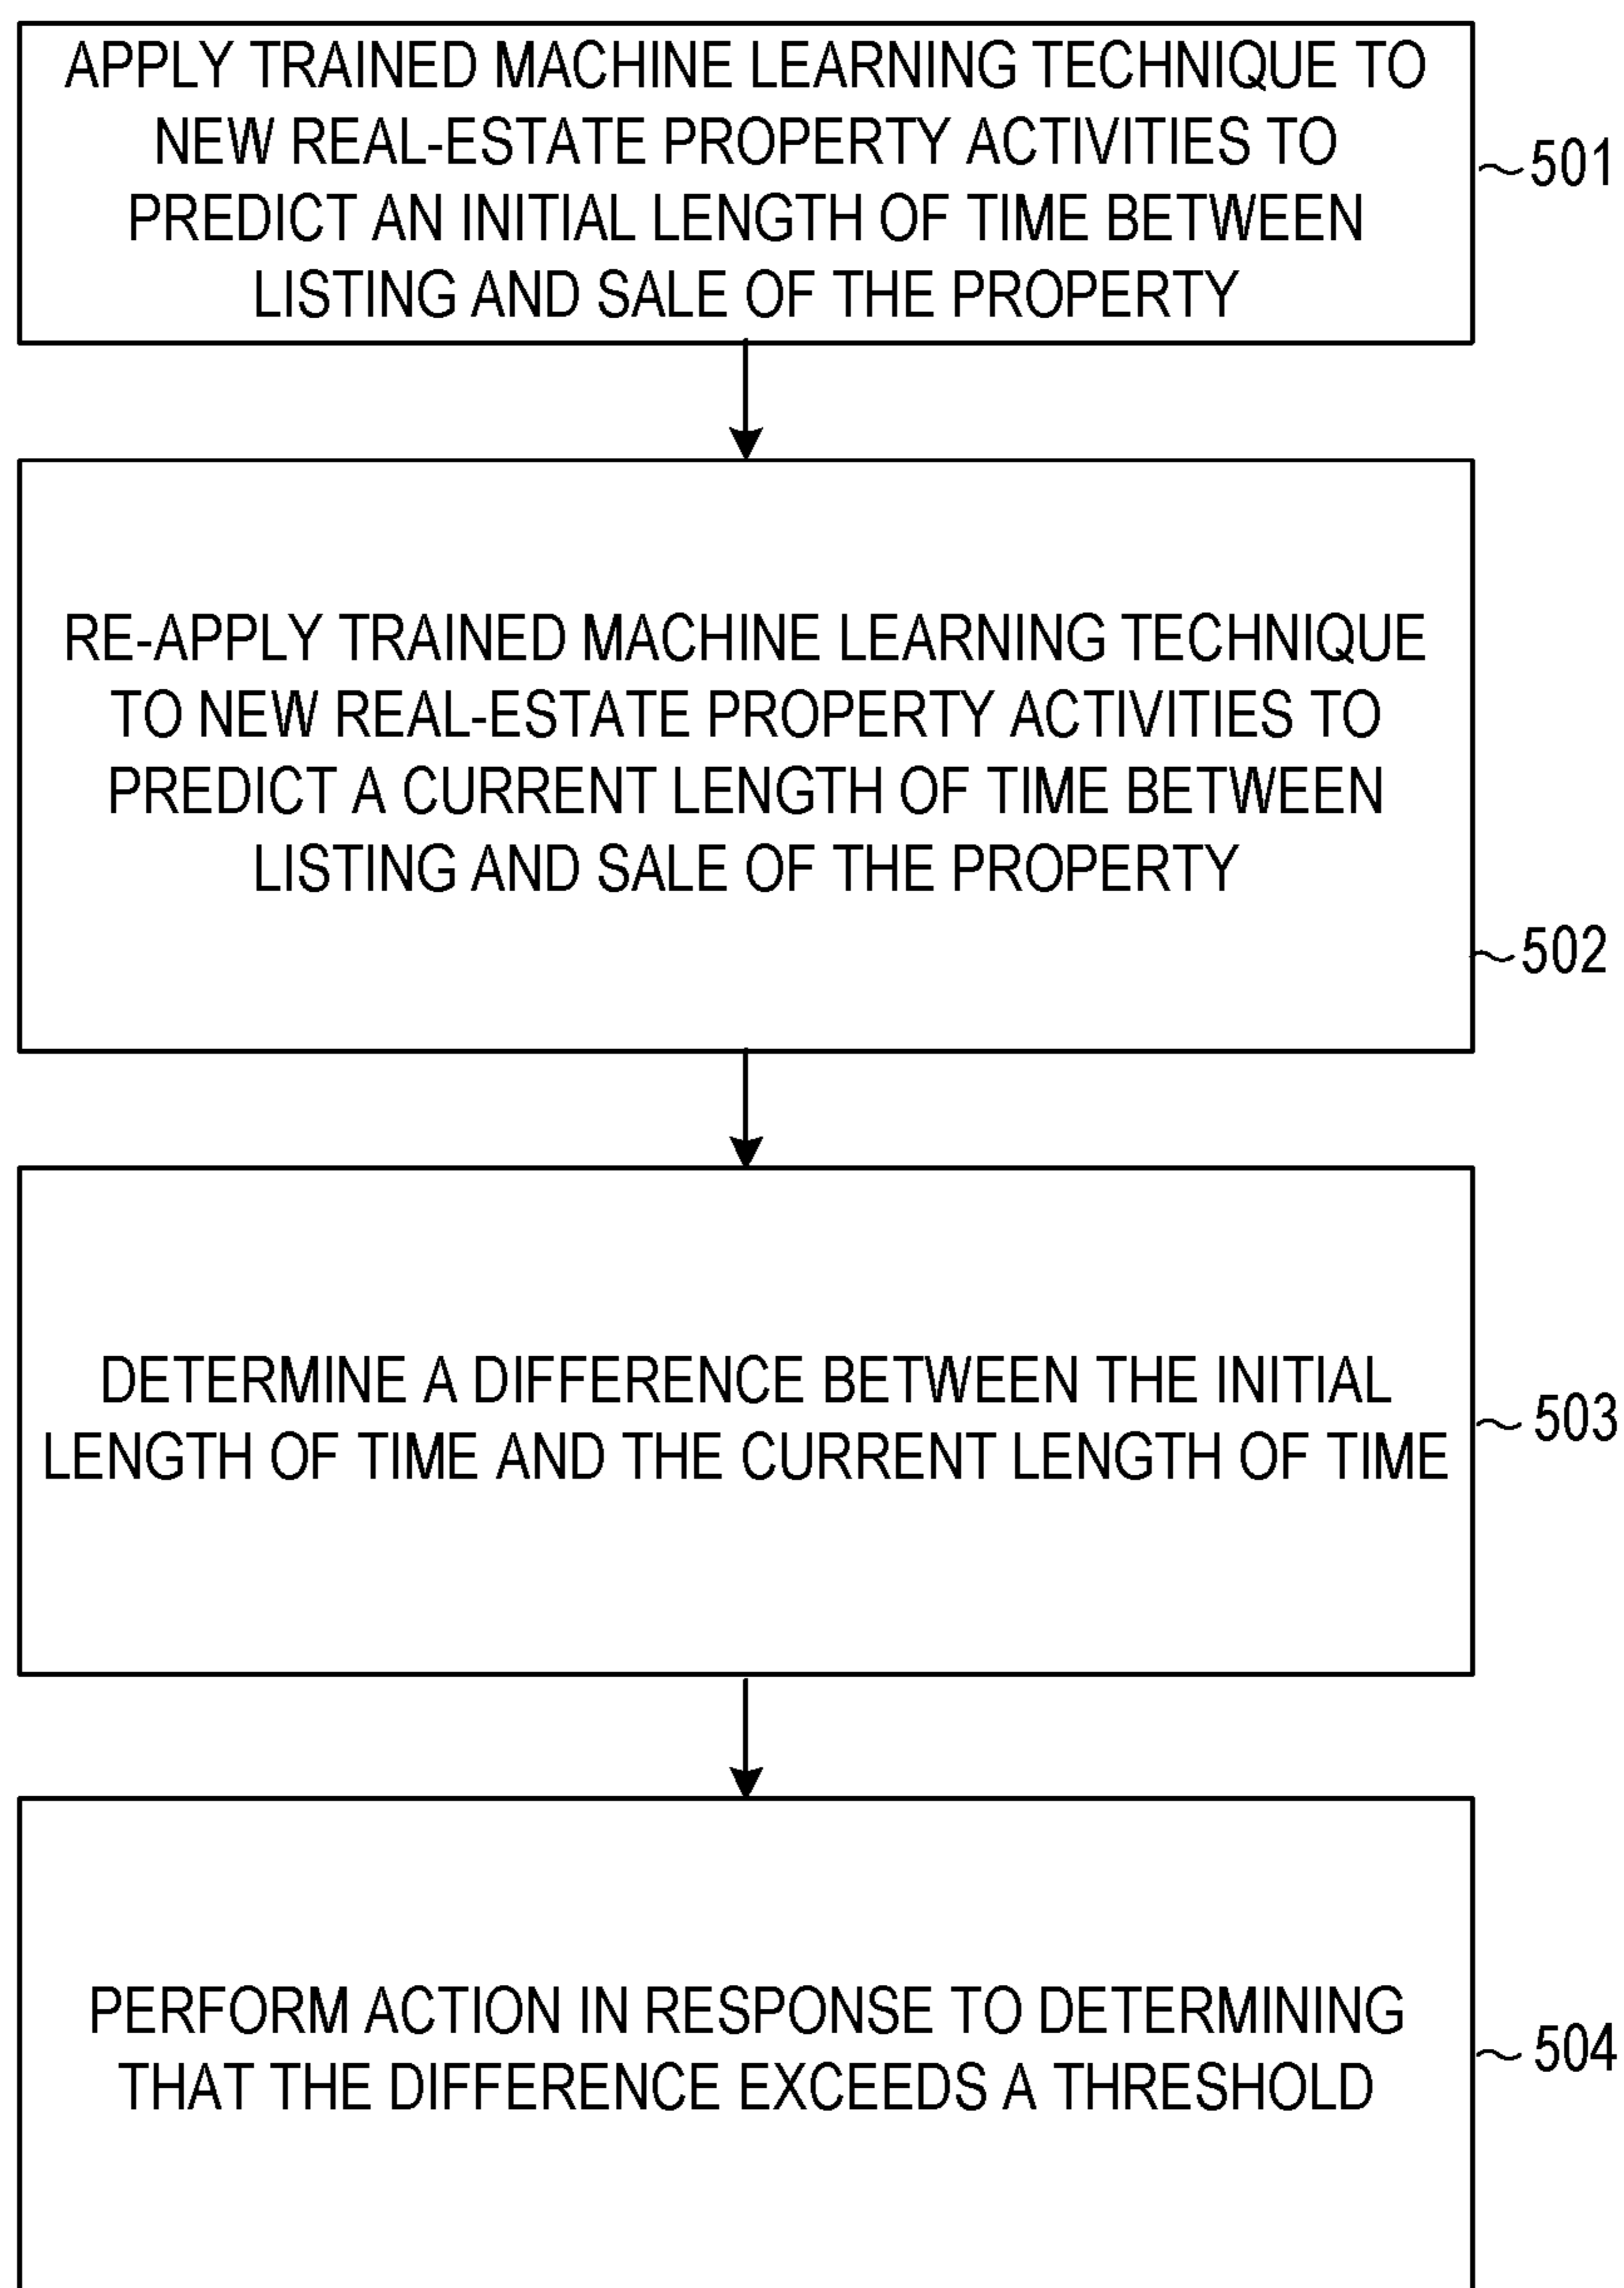 APPLY TRAINED MACHINE LEARNING TECHNIQUE TO
NEW REAL-ESTATE PROPERTY ACTIVITIES TO
PREDICT AN INITIAL LENGTH OF TIME BETWEEN
LISTING AND SALE OF THE PROPERTY
501
RE-APPLY TRAINED MACHINE LEARNING TECHNIQUE
TO NEW REAL-ESTATE PROPERTY ACTIVITIES TO
PREDICT A CURRENT LENGTH OF TIME BETWEEN
LISTING AND SALE OF THE PROPERTY
502
DETERMINE A DIFFERENCE BETWEEN THE INITIAL
LENGTH OF TIME AND THE CURRENT LENGTH OF TIME
503
PERFORM ACTION IN RESPONSE TO DETERMINING
THAT THE DIFFERENCE EXCEEDS A THRESHOLD
504